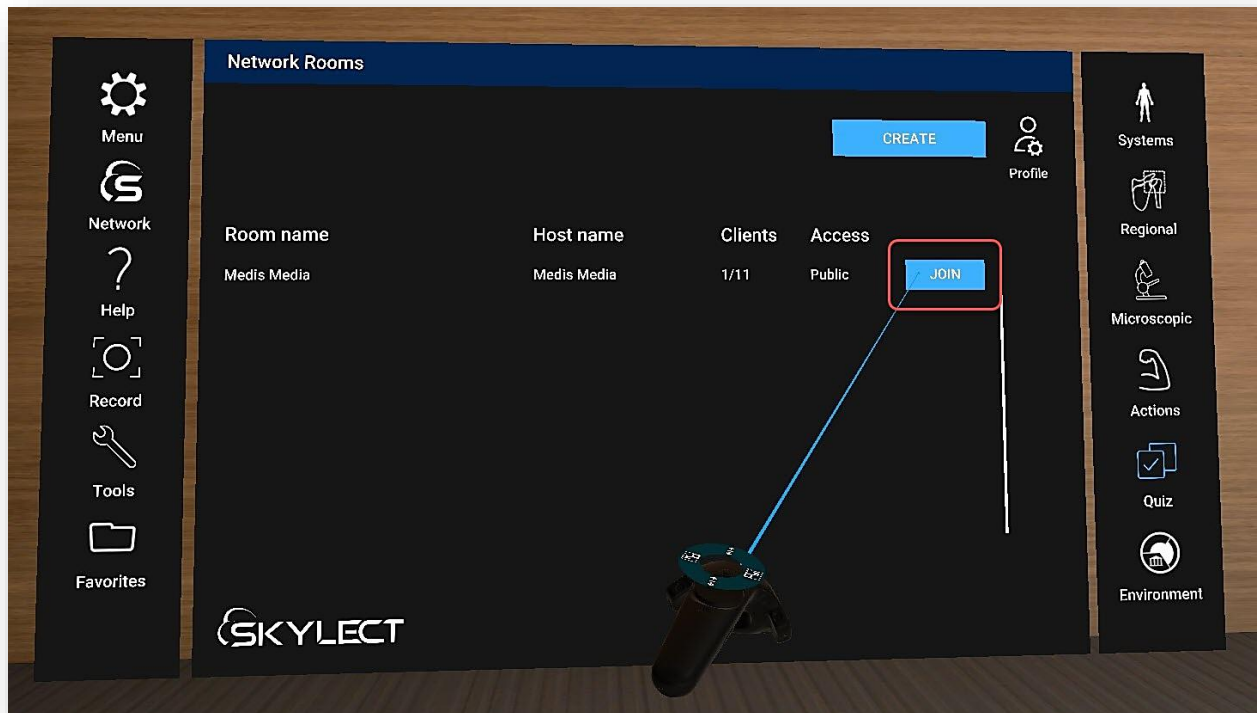 Menu
Network
Help
Record
Tools
Favorites
Network Rooms
CREATE
Profile
Room name Host name Clients Access
Medis Media Medis Media 1/11 Public JOIN
SKYLECT
Systems
Regional
Microscopic
Actions
Quiz
Environment